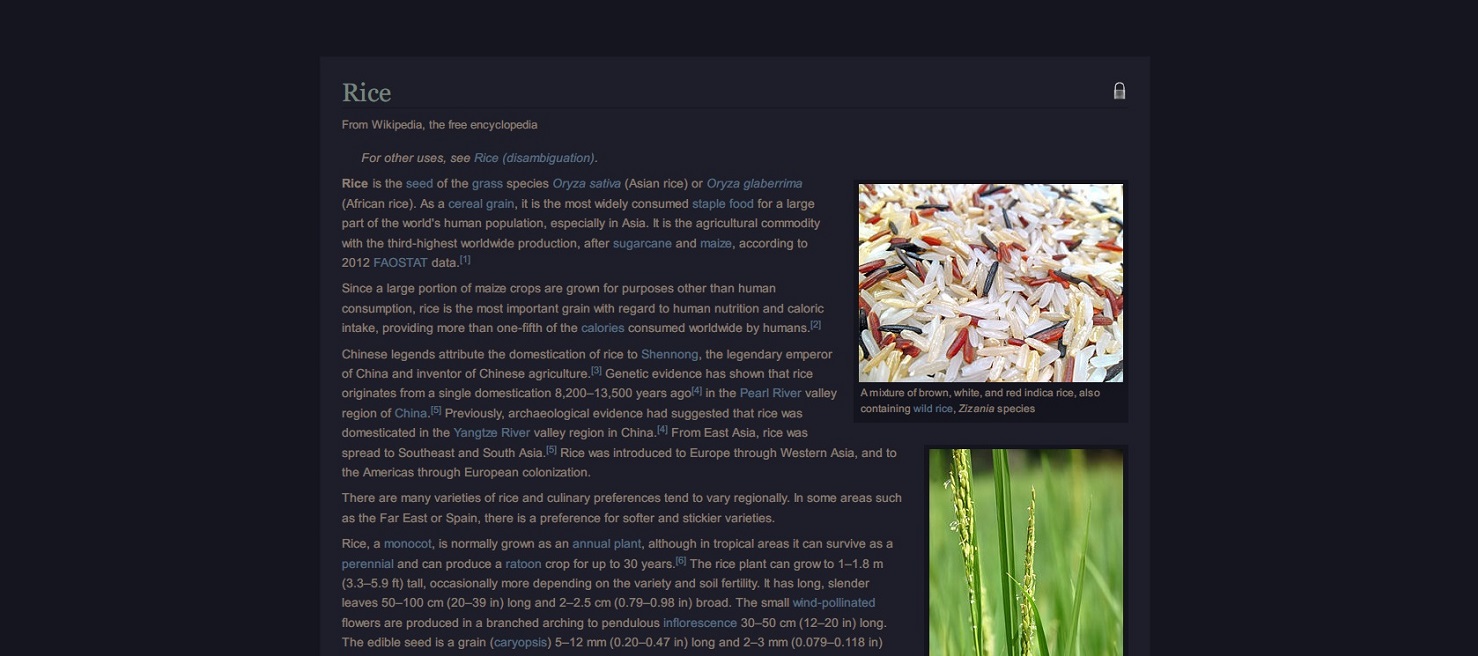 Rice
From Wikipedia, the free encyclopedia
For other uses, see Rice (disambiguation).
Rice is the seed of the grass species Oryza sativa (Asian rice) or Oryza glaberrima
(African rice). As a cereal grain, it is the most widely consumed staple food for a large
part of the world's human population, especially in Asia. It is the agricultural commodity
with the third-highest worldwide production, after sugarcane and maize, according to
2012 FAOSTAT data.[1]
Since a large portion of maize crops are grown for purposes other than human
consumption, rice is the most important grain with regard to human nutrition and caloric
intake, providing more than one-fifth of the calories consumed worldwide by humans.[2]
Chinese legends attribute the domestication of rice to Shennong, the legendary emperor
of China and inventor of Chinese agriculture.[3] Genetic evidence has shown that rice
originates from a single domestication 8,200–13,500 years ago[4] in the Pearl River valley
region of China.[5] Previously, archaeological evidence had suggested that rice was
domesticated in the Yangtze River valley region in China.[4] From East Asia, rice was
spread to Southeast and South Asia.[5] Rice was introduced to Europe through Western Asia, and to
the Americas through European colonization.
There are many varieties of rice and culinary preferences tend to vary regionally. In some areas such
as the Far East or Spain, there is a preference for softer and stickier varieties.
Rice, a monocot, is normally grown as an annual plant, although in tropical areas it can survive as a
perennial and can produce a ratoon crop for up to 30 years.[6] The rice plant can grow to 1–1.8 m
(3.3–5.9 ft) tall, occasionally more depending on the variety and soil fertility. It has long, slender
leaves 50–100 cm (20–39 in) long and 2–2.5 cm (0.79–0.98 in) broad. The small wind-pollinated
flowers are produced in a branched arching to pendulous inflorescence 30–50 cm (12–20 in) long.
The edible seed is a grain (caryopsis) 5–12 mm (0.20–0.47 in) long and 2–3 mm (0.079–0.118 in)
A mixture of brown, white, and red indica rice, also
containing wild rice, Zizania species